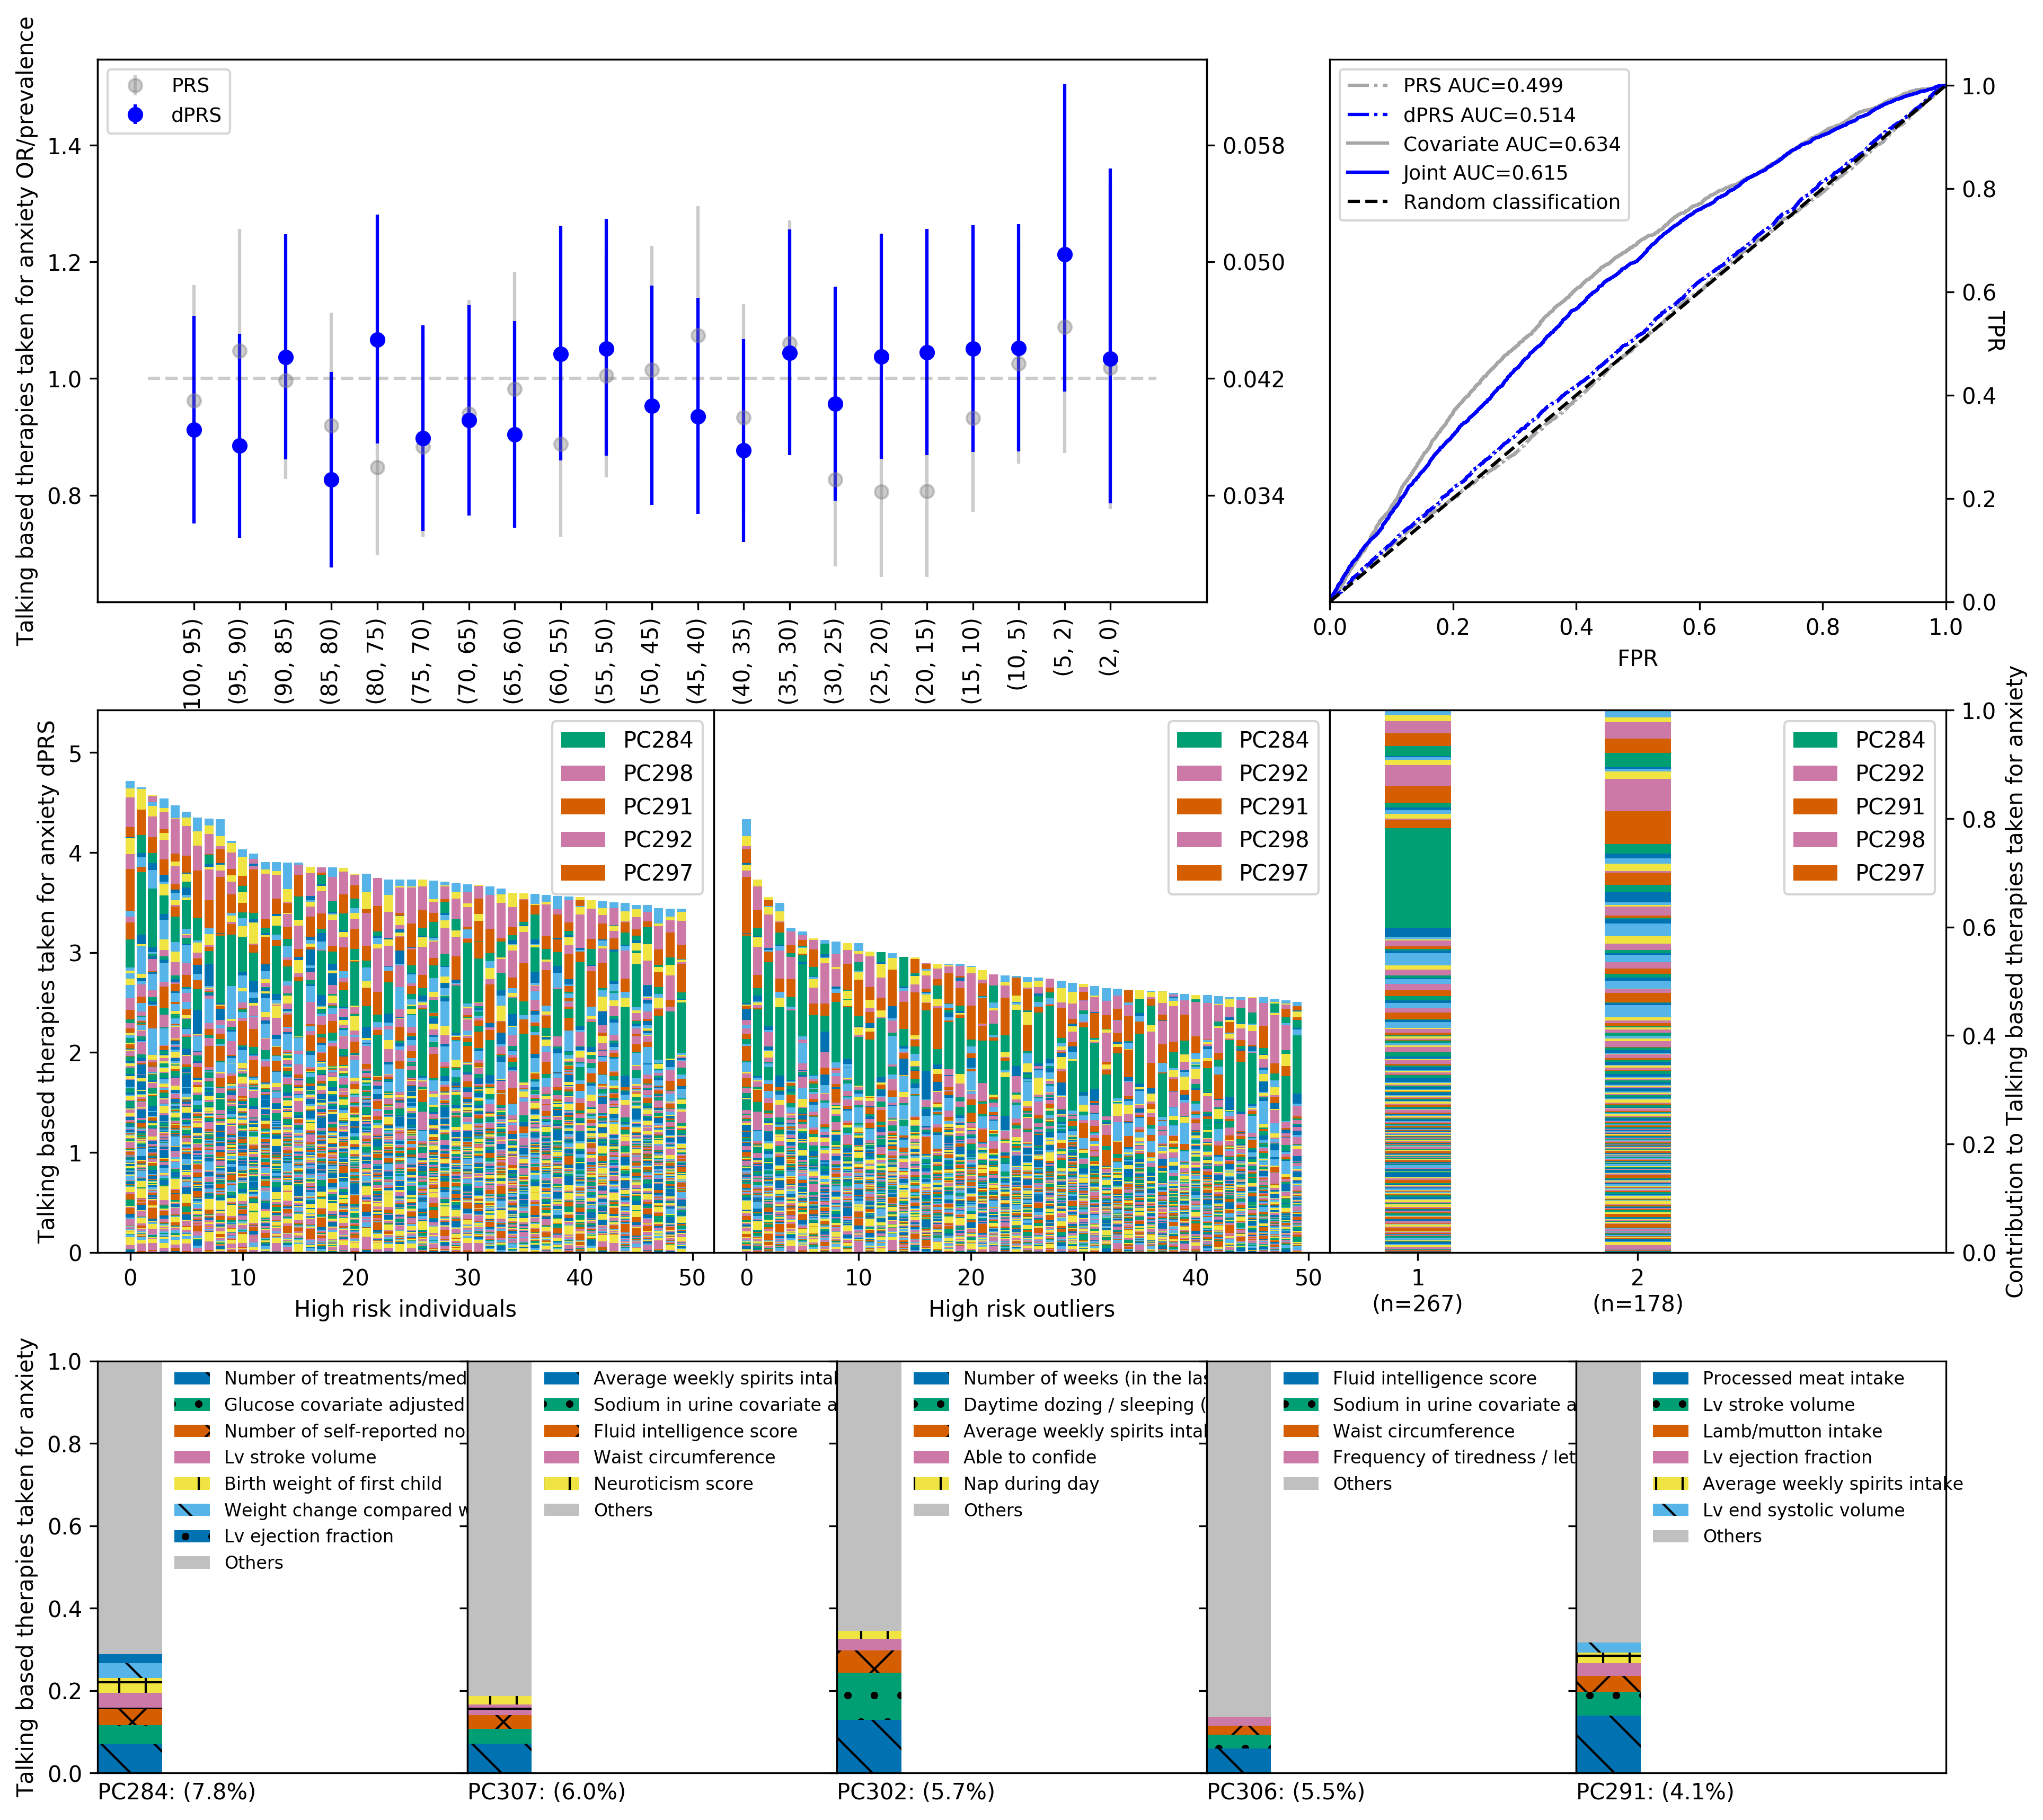 Talking based therapies taken for anxiety OR/prevalence
PRS
dPRS
1.4
1.2
1.0
0.8
0.058
0.050
0.042
0.034
100, 95)
(95, 90)
(90, 85)
(85, 80)
(80, 75)
(75, 70)
(70, 65)
(65, 60)
(60, 55)
(55, 50)
(50, 45)
(45, 40)
(40, 35)
(35, 30)
(30, 25)
(25, 20)
(20, 15)
(15, 10)
(10, 5)
(5, 2)
(2, 0)
PRS AUC=0.499
dPRS AUC=0.514
Covariate AUC=0.634
Joint AUC=0.615
Random classification
1.0
0.8
0.6
0.4
0.2
0.0
TPR
0.0 0.2 0.4 0.6 0.8 1.0
FPR
Talking based therapies taken for anxiety dPRS
5
4
3
2
1
0
PC284
PC298
PC291
PC292
PC297
0 10 20 30 40 50
High risk individuals
PC284
PC292
PC291
PC298
PC297
0 10 20 30 40 50
High risk outliers
PC284
PC292
PC291
PC298
PC297
1 2
(n=267) (n=178)
1.0
0.8
0.6
0.4
0.2
0.0
Contribution to Talking based therapies taken for anxiety
Talking based therapies taken for anxiety
1.0
0.8
0.6
0.4
0.2
0.0
Number of treatments/med
Glucose covariate adjusted
Number of self-reported no
Lv stroke volume
Birth weight of first child
Weight change compared w
Lv ejection fraction
Others
PC284: (7.8%)
Average weekly spirits intak
Sodium in urine covariate a
Fluid intelligence score
Waist circumference
Neuroticism score
Others
PC307: (6.0%)
Number of weeks (in the las
Daytime dozing / sleeping (
Average weekly spirits intak
Able to confide
Nap during day
Others
PC302: (5.7%)
Fluid intelligence score
Sodium in urine covariate a
Waist circumference
Frequency of tiredness / let
Others
PC306: (5.5%)
Processed meat intake
Lv stroke volume
Lamb/mutton intake
Lv ejection fraction
Average weekly spirits intake
Lv end systolic volume
Others
PC291: (4.1%)